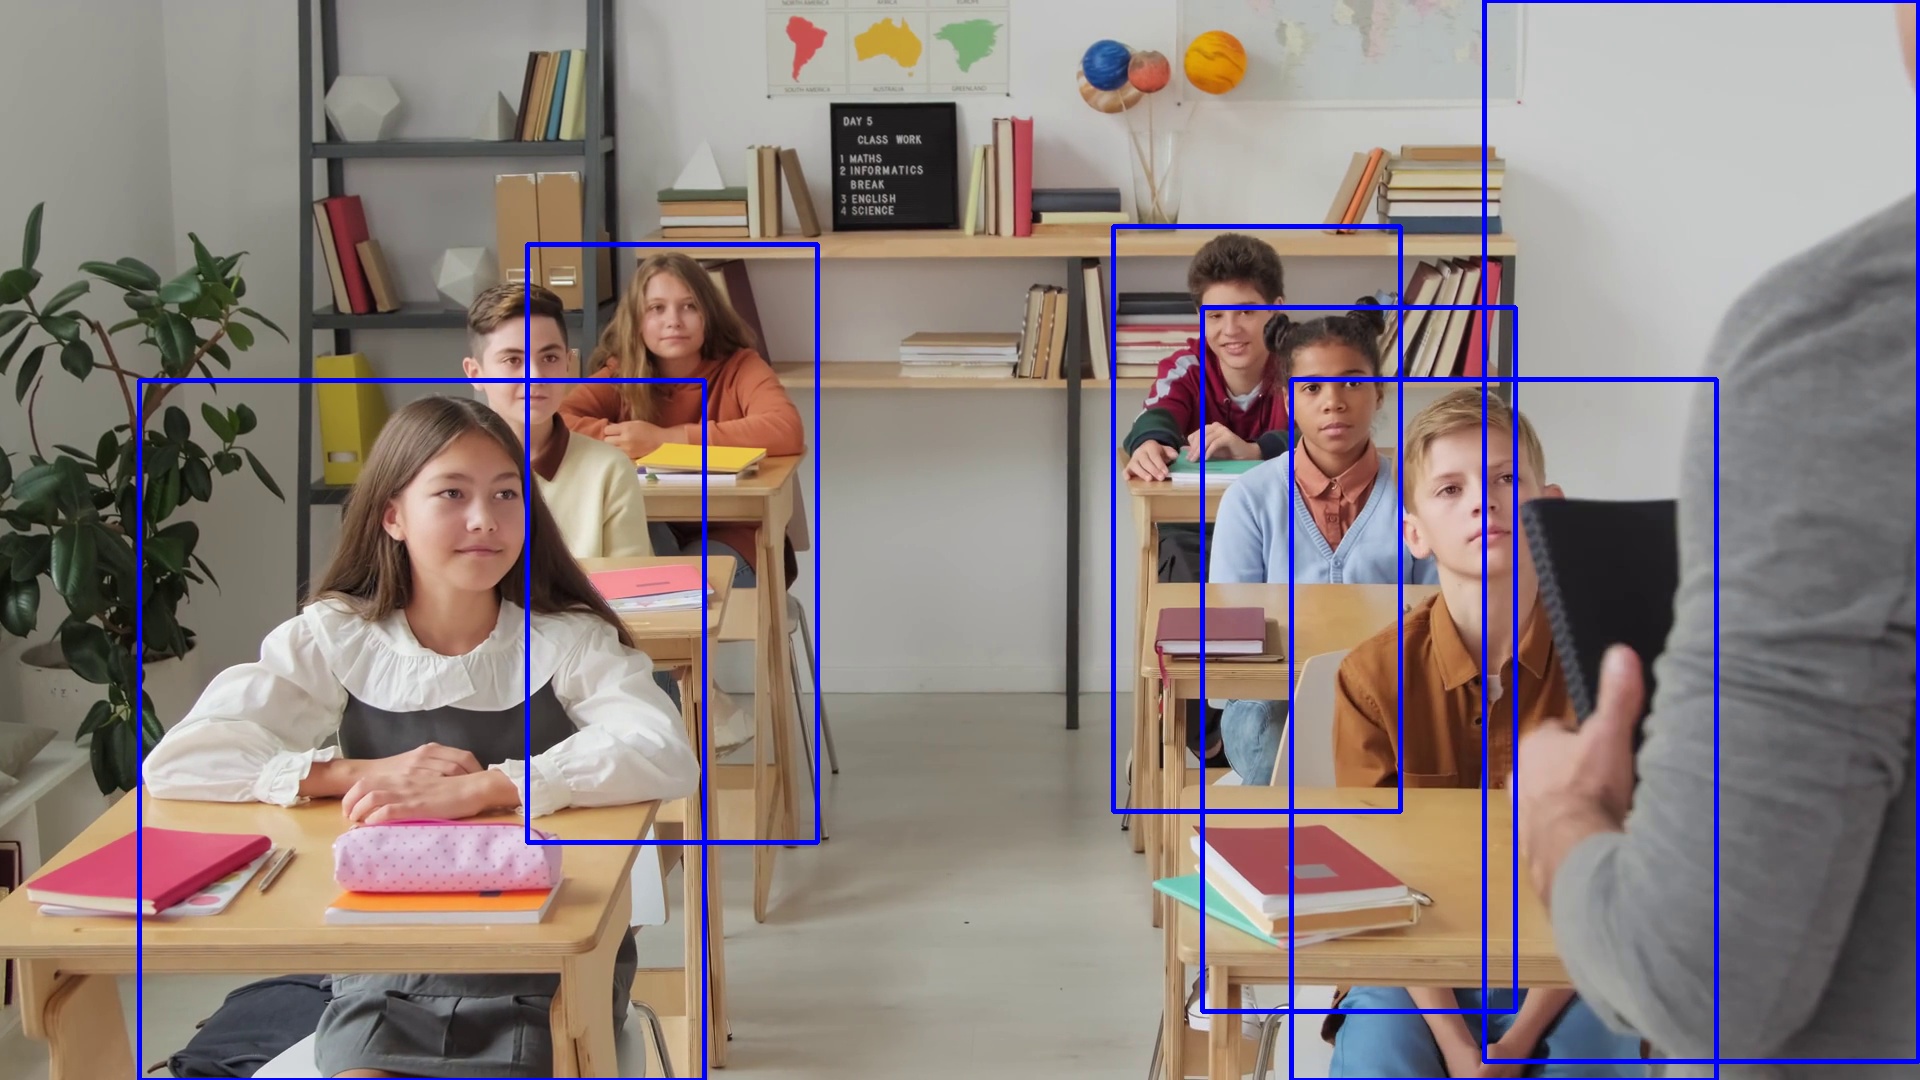 NORTH AMERICA AFRICA EUROPE
SOUTH AMERICA AUSTRALIA GREENLAND
DAY 5
CLASS WORK
1 MATHS
2 INFORMATICS
BREAK
3 ENGLISH
4 SCIENCE